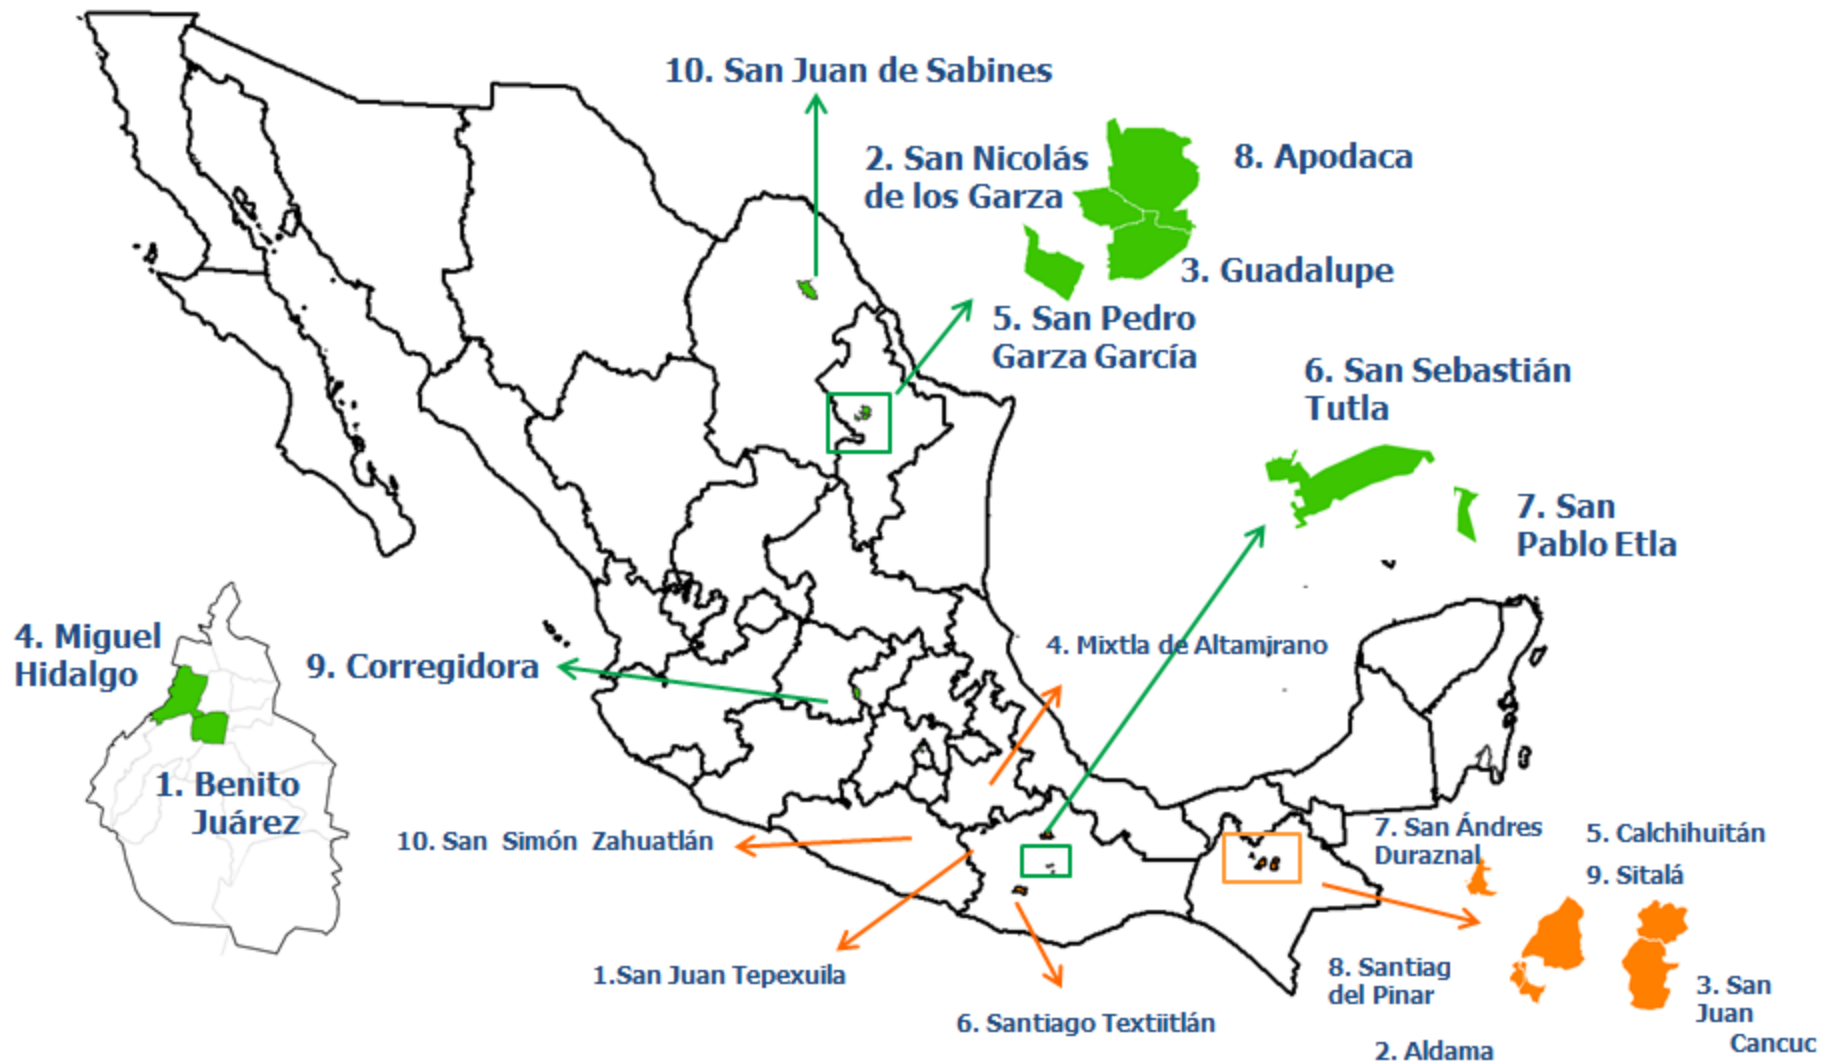 10. San Juan de Sabines
2. San Nicolás
de los Garza
8. Apodaca
3. Guadalupe
5. San Pedro
Garza García
6. San Sebastián
Tutla
7. San
Pablo Etla
4. Miguel
Hidalgo
9. Corregidora
4. Mixtla de Altamirano
1. Benito
Juárez
10. San Simón Zahuatlán
7. San Ándres
Duraznal
5. Calchihuitán
9. Sitalá
1.San Juan Tepexuila
8. Santiag
del Pinar
3. San
Juan
Cancuc
6. Santiago Textiitlán
2. Aldama